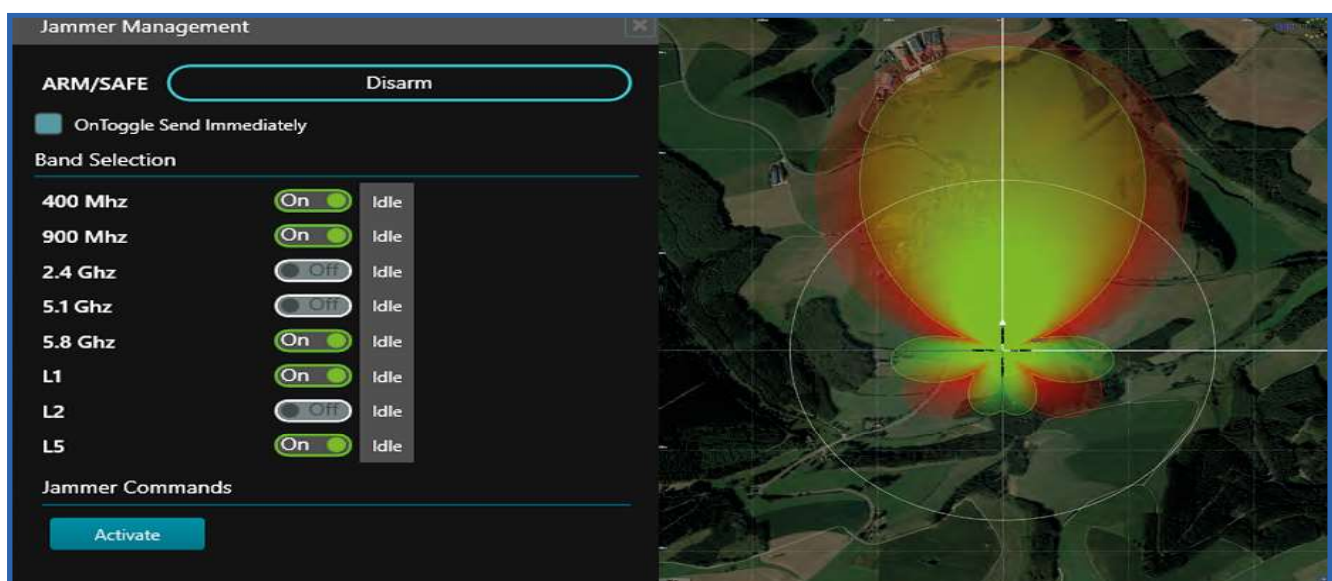 Jammer Management
ARM/SAFE Disarm
OnToggle Send Immediately
Band Selection
400 Mhz On Idle
900 Mhz On Idle
2.4 Ghz Off Idle
5.1 Ghz Off Idle
5.8 Ghz On Idle
L1 On Idle
L2 Off Idle
L5 On Idle
Jammer Commands
Activate